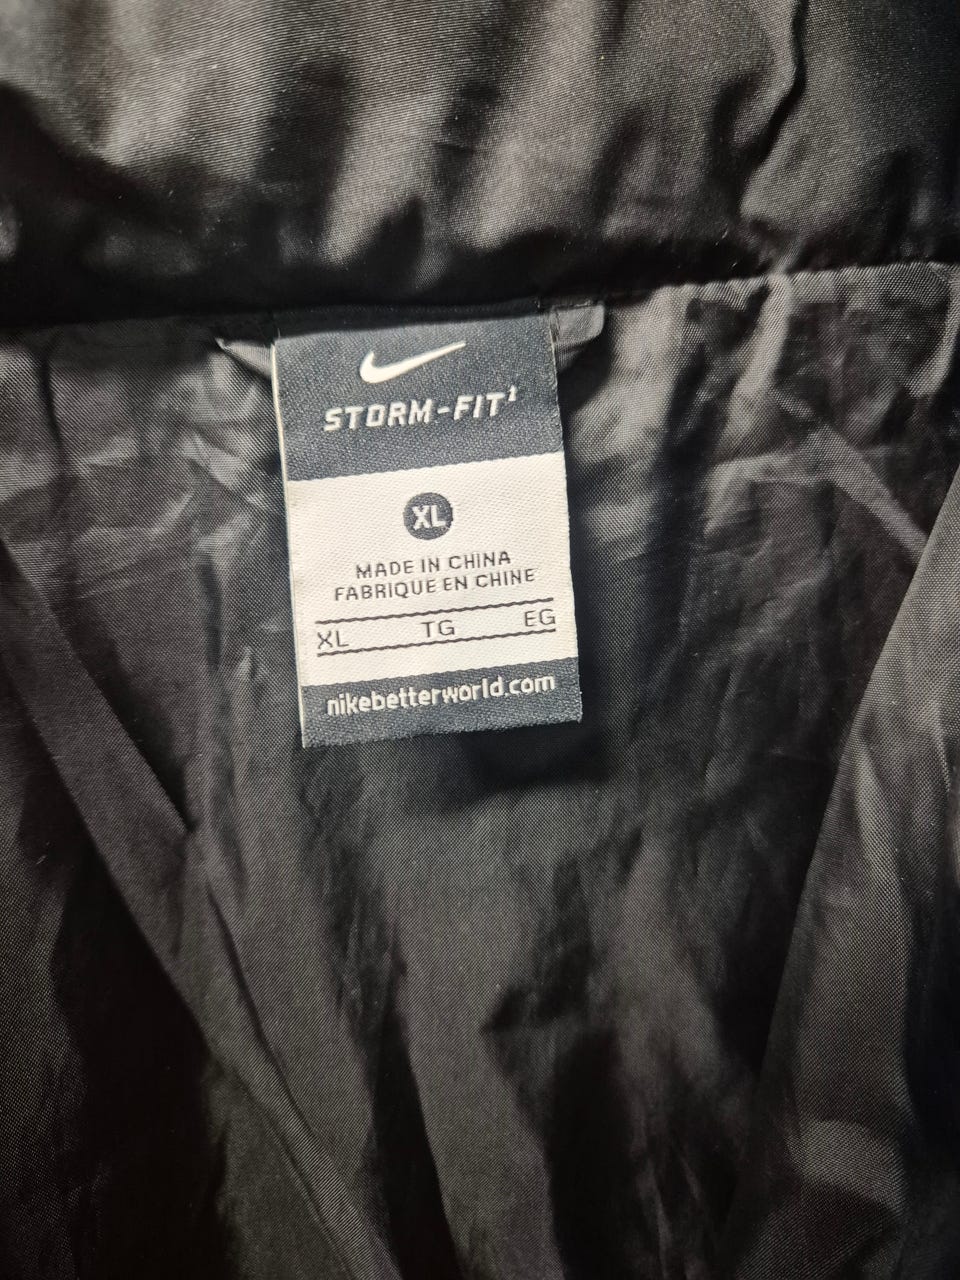 STORM-FIT¹
XL
MADE IN CHINA
FABRIQUE EN CHINE
XL TG EG
nikebetterworld.com